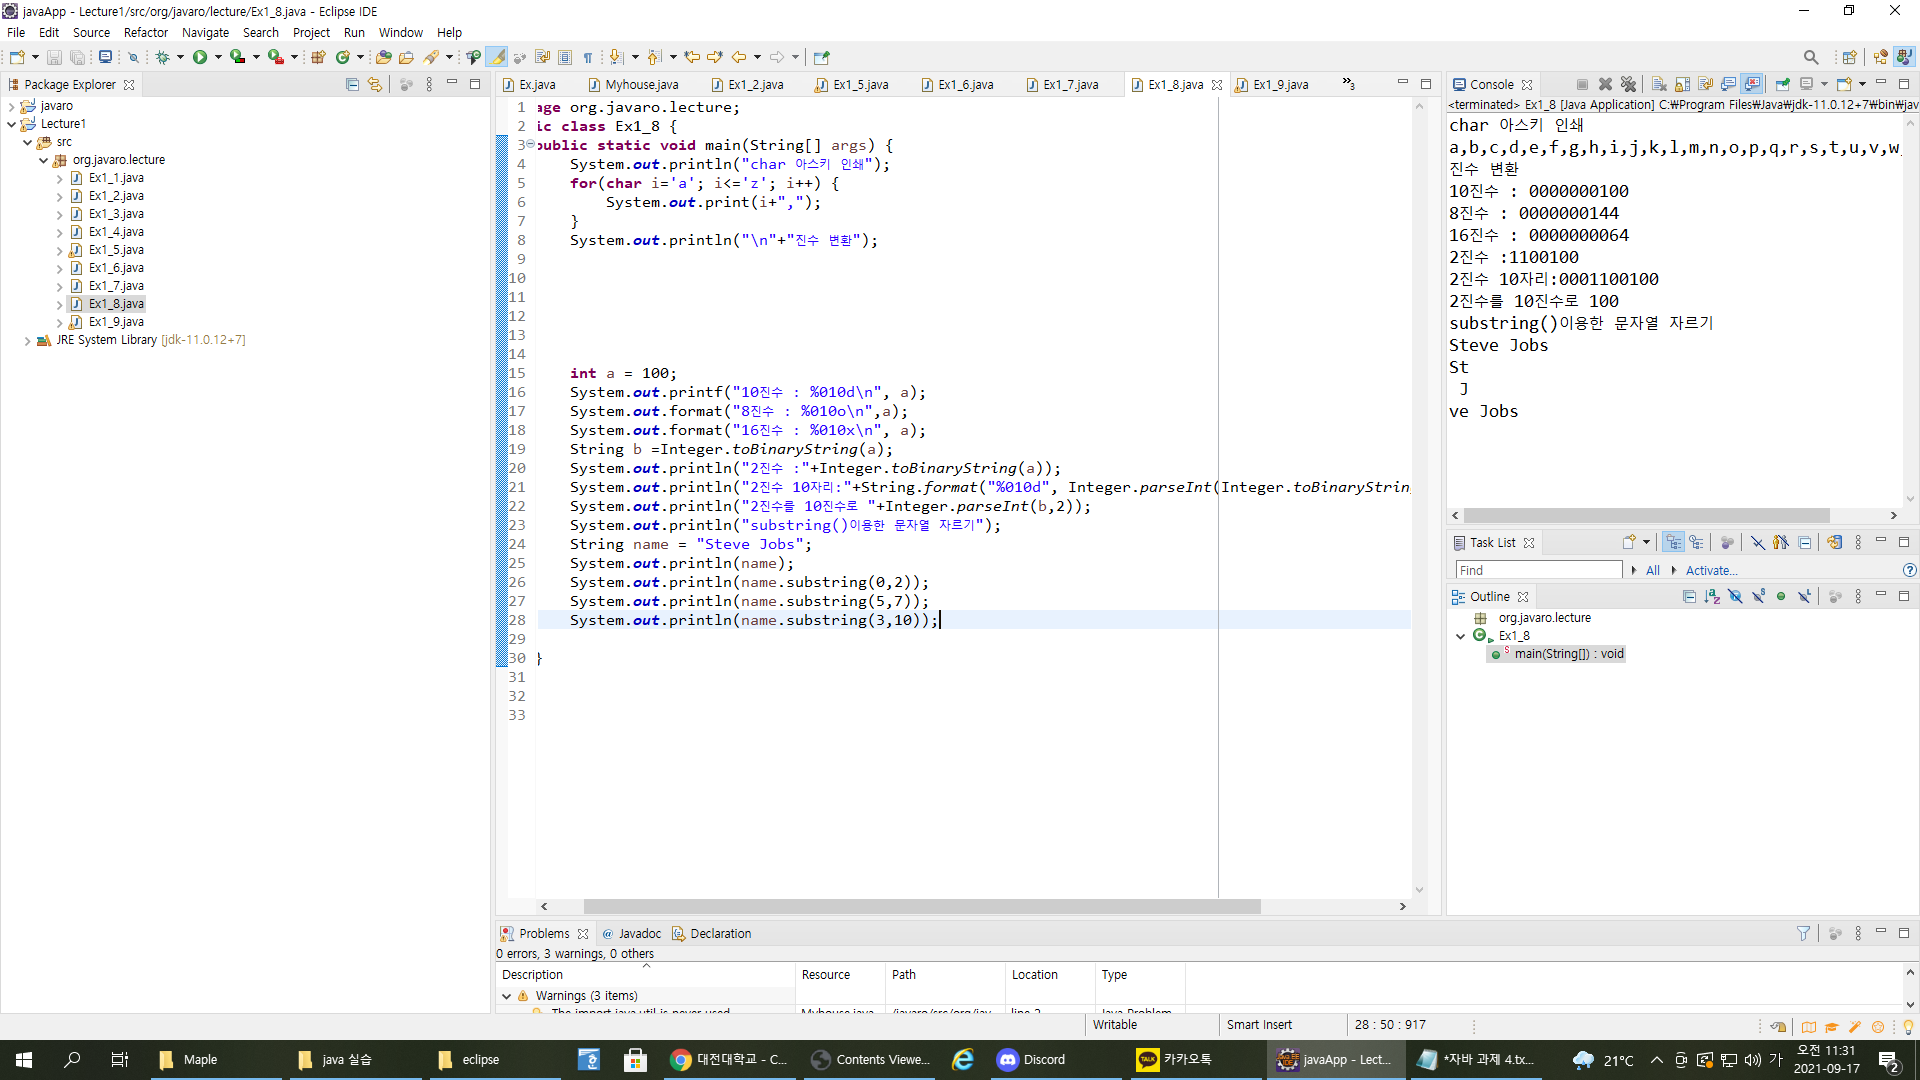 javaApp - Lecture1/src/org/javaro/lecture/Ex1_8.java - Eclipse IDE
File Edit Source Refactor Navigate Search Project Run Window Help
Package Explorer
javaro
Lecture1
src
org.javaro.lecture
Ex1_1.java
Ex1_2.java
Ex1_3.java
Ex1_4.java
Ex1_5.java
Ex1_6.java
Ex1_7.java
Ex1_8.java
Ex1_9.java
JRE System Library [jdk-11.0.12+7]
Ex.java Myhouse.java Ex1_2.java Ex1_5.java Ex1_6.java Ex1_7.java Ex1_8.java Ex1_9.java »3
1 age org.javaro.lecture;
2 ic class Ex1_8 {
3 public static void main(String[] args) {
4 System.out.println("char 아스키 인쇄");
5 for(char i='a'; i<='z'; i++) {
6 System.out.print(i+",");
7 }
8 System.out.println("\n"+"진수 변환");
9
10
11
12
13
14
15 int a = 100;
16 System.out.printf("10진수 : %010d\n", a);
17 System.out.format("8진수 : %010o\n",a);
18 System.out.format("16진수 : %010x\n", a);
19 String b =Integer.toBinaryString(a);
20 System.out.println("2진수 :"+Integer.toBinaryString(a));
21 System.out.println("2진수 10자리:"+String.format("%010d", Integer.parseInt(Integer.toBinaryString
22 System.out.println("2진수를 10진수로 "+Integer.parseInt(b,2));
23 System.out.println("substring()이용한 문자열 자르기");
24 String name = "Steve Jobs";
25 System.out.println(name);
26 System.out.println(name.substring(0,2));
27 System.out.println(name.substring(5,7));
28 System.out.println(name.substring(3,10));
29
30 }
31
32
33
Console
<terminated> Ex1_8 [Java Application] C:₩Program Files₩Java₩jdk-11.0.12+7₩bin₩jav
char 아스키 인쇄
a,b,c,d,e,f,g,h,i,j,k,l,m,n,o,p,q,r,s,t,u,v,w,
진수 변환
10진수 : 0000000100
8진수 : 0000000144
16진수 : 0000000064
2진수 :1100100
2진수 10자리:0001100100
2진수를 10진수로 100
substring()이용한 문자열 자르기
Steve Jobs
St
J
ve Jobs
Task List
Find All Activate...
Outline
org.javaro.lecture
Ex1_8
main(String[]) : void
Problems Javadoc Declaration
0 errors, 3 warnings, 0 others
Description Resource Path Location Type
Warnings (3 items)
The import java.util is never used Myhouse.java /javaro/src/org/jav... line 2 Java Problem
Writable Smart Insert 28 : 50 : 917
Maple java 실습 eclipse 대전대학교 - C... Contents Viewe... Discord TALK 카카오톡 javaApp - Lect... *자바 과제 4.tx... 21°C 가 오전 11:31
2021-09-17 2